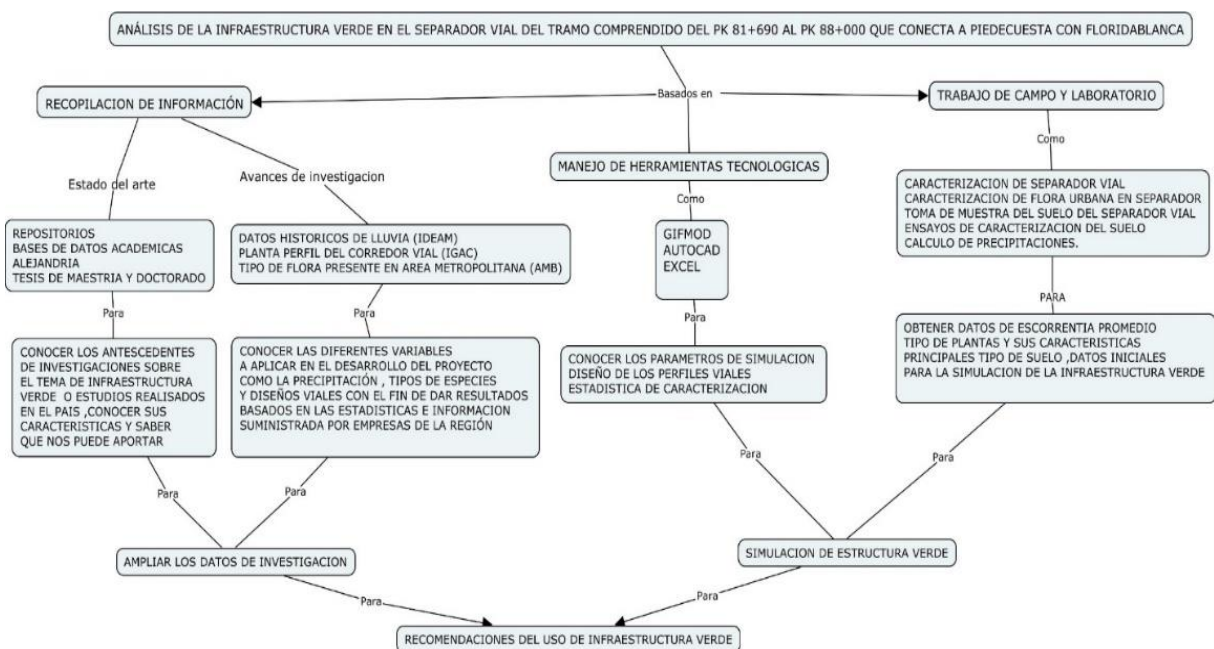 ANÁLISIS DE LA INFRAESTRUCTURA VERDE EN EL SEPARADOR VIAL DEL TRAMO COMPRENDIDO DEL PK 81+690 AL PK 88+000 QUE CONECTA A PIEDECUESTA CON FLORIDABLANCA
Basados en
RECOPILACION DE INFORMACIÓN
Estado del arte
REPOSITORIOS
BASES DE DATOS ACADEMICAS
ALEJANDRIA
TESIS DE MAESTRIA Y DOCTORADO
Para
CONOCER LOS ANTECEDENTES
DE INVESTIGACIONES SOBRE
EL TEMA DE INFRAESTRUCTURA
VERDE O ESTUDIOS REALISADOS
EN EL PAIS ,CONOCER SUS
CARACTERISTICAS Y SABER
QUE NOS PUEDE APORTAR
Para
Avances de investigacion
DATOS HISTORICOS DE LLUVIA (IDEAM)
PLANTA PERFIL DEL CORREDOR VIAL (IGAC)
TIPO DE FLORA PRESENTE EN AREA METROPOLITANA (AMB)
Para
CONOCER LAS DIFERENTES VARIABLES
A APLICAR EN EL DESARROLLO DEL PROYECTO
COMO LA PRECIPITACIÓN , TIPOS DE ESPECIES
Y DISEÑOS VIALES CON EL FIN DE DAR RESULTADOS
BASADOS EN LAS ESTADISTICAS E INFORMACION
SUMINISTRADA POR EMPRESAS DE LA REGIÓN
Para
AMPLIAR LOS DATOS DE INVESTIGACION
Para
MANEJO DE HERRAMIENTAS TECNOLOGICAS
Como
GIFMOD
AUTOCAD
EXCEL
Para
CONOCER LOS PARAMETROS DE SIMULACION
DISEÑO DE LOS PERFILES VIALES
ESTADISTICA DE CARACTERIZACION
Para
TRABAJO DE CAMPO Y LABORATORIO
Como
CARACTERIZACION DE SEPARADOR VIAL
CARACTERIZACION DE FLORA URBANA EN SEPARADOR
TOMA DE MUESTRA DEL SUELO DEL SEPARADOR VIAL
ENSAYOS DE CARACTERIZACION DEL SUELO
CALCULO DE PRECIPITACIONES.
PARA
OBTENER DATOS DE ESCORRENTIA PROMEDIO
TIPO DE PLANTAS Y SUS CARACTERISTICAS
PRINCIPALES TIPO DE SUELO ,DATOS INICIALES
PARA LA SIMULACION DE LA INFRAESTRUCTURA VERDE
Para
SIMULACION DE ESTRUCTURA VERDE
Para
RECOMENDACIONES DEL USO DE INFRAESTRUCTURA VERDE